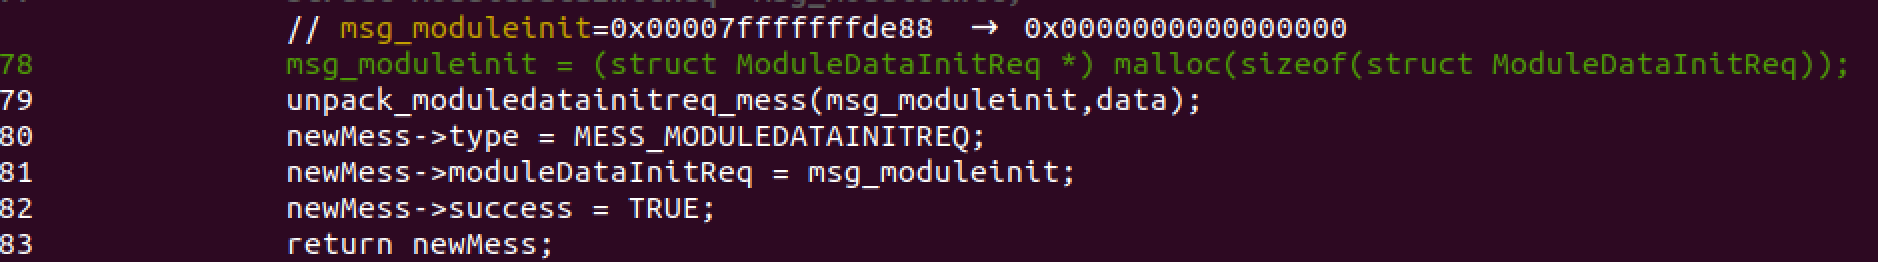 // msg_moduleinit=0x00007fffffffde88 → 0x0000000000000000
78 msg_moduleinit = (struct ModuleDataInitReq *) malloc(sizeof(struct ModuleDataInitReq));
79 unpack_moduledatainitreq_mess(msg_moduleinit,data);
80 newMess->type = MESS_MODULEDATAINITREQ;
81 newMess->moduleDataInitReq = msg_moduleinit;
82 newMess->success = TRUE;
83 return newMess;